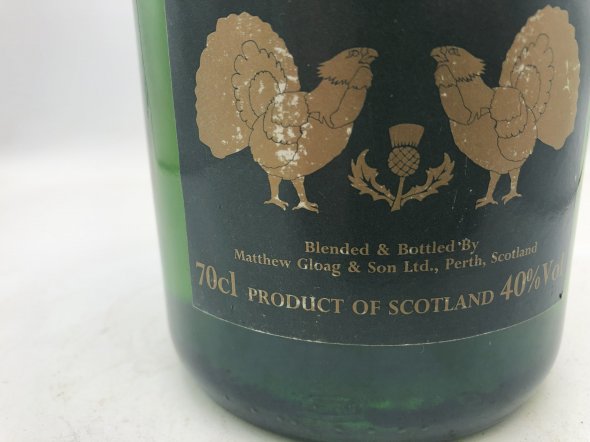 Blended & Bottled By
Matthew Gloag & Son Ltd., Perth, Scotland
70cl PRODUCT OF SCOTLAND 40%Vol